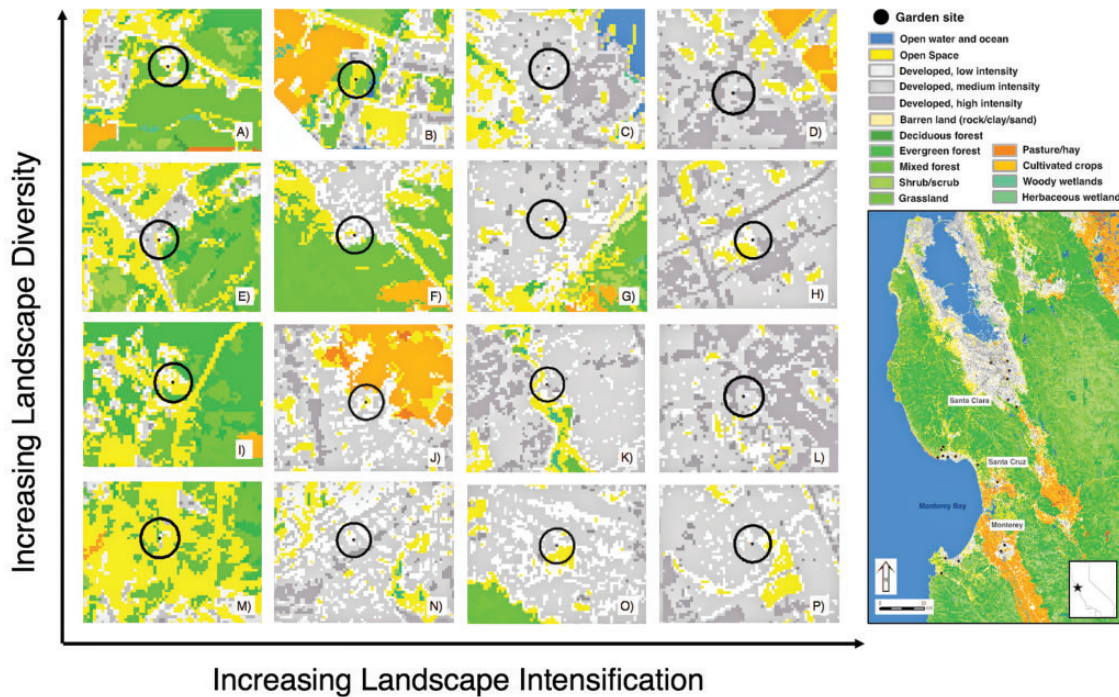 Increasing Landscape Diversity
A)
B)
C)
D)
E)
F)
G)
H)
I)
J)
K)
L)
M)
N)
O)
P)
Increasing Landscape Intensification
Garden site
Open water and ocean
Open Space
Developed, low intensity
Developed, medium intensity
Developed, high intensity
Barren land (rock/clay/sand)
Deciduous forest
Evergreen forest
Mixed forest
Shrub/scrub
Grassland
Pasture/hay
Cultivated crops
Woody wetlands
Herbaceous wetland
Santa Clara
Santa Cruz
Monterey Bay
Monterey